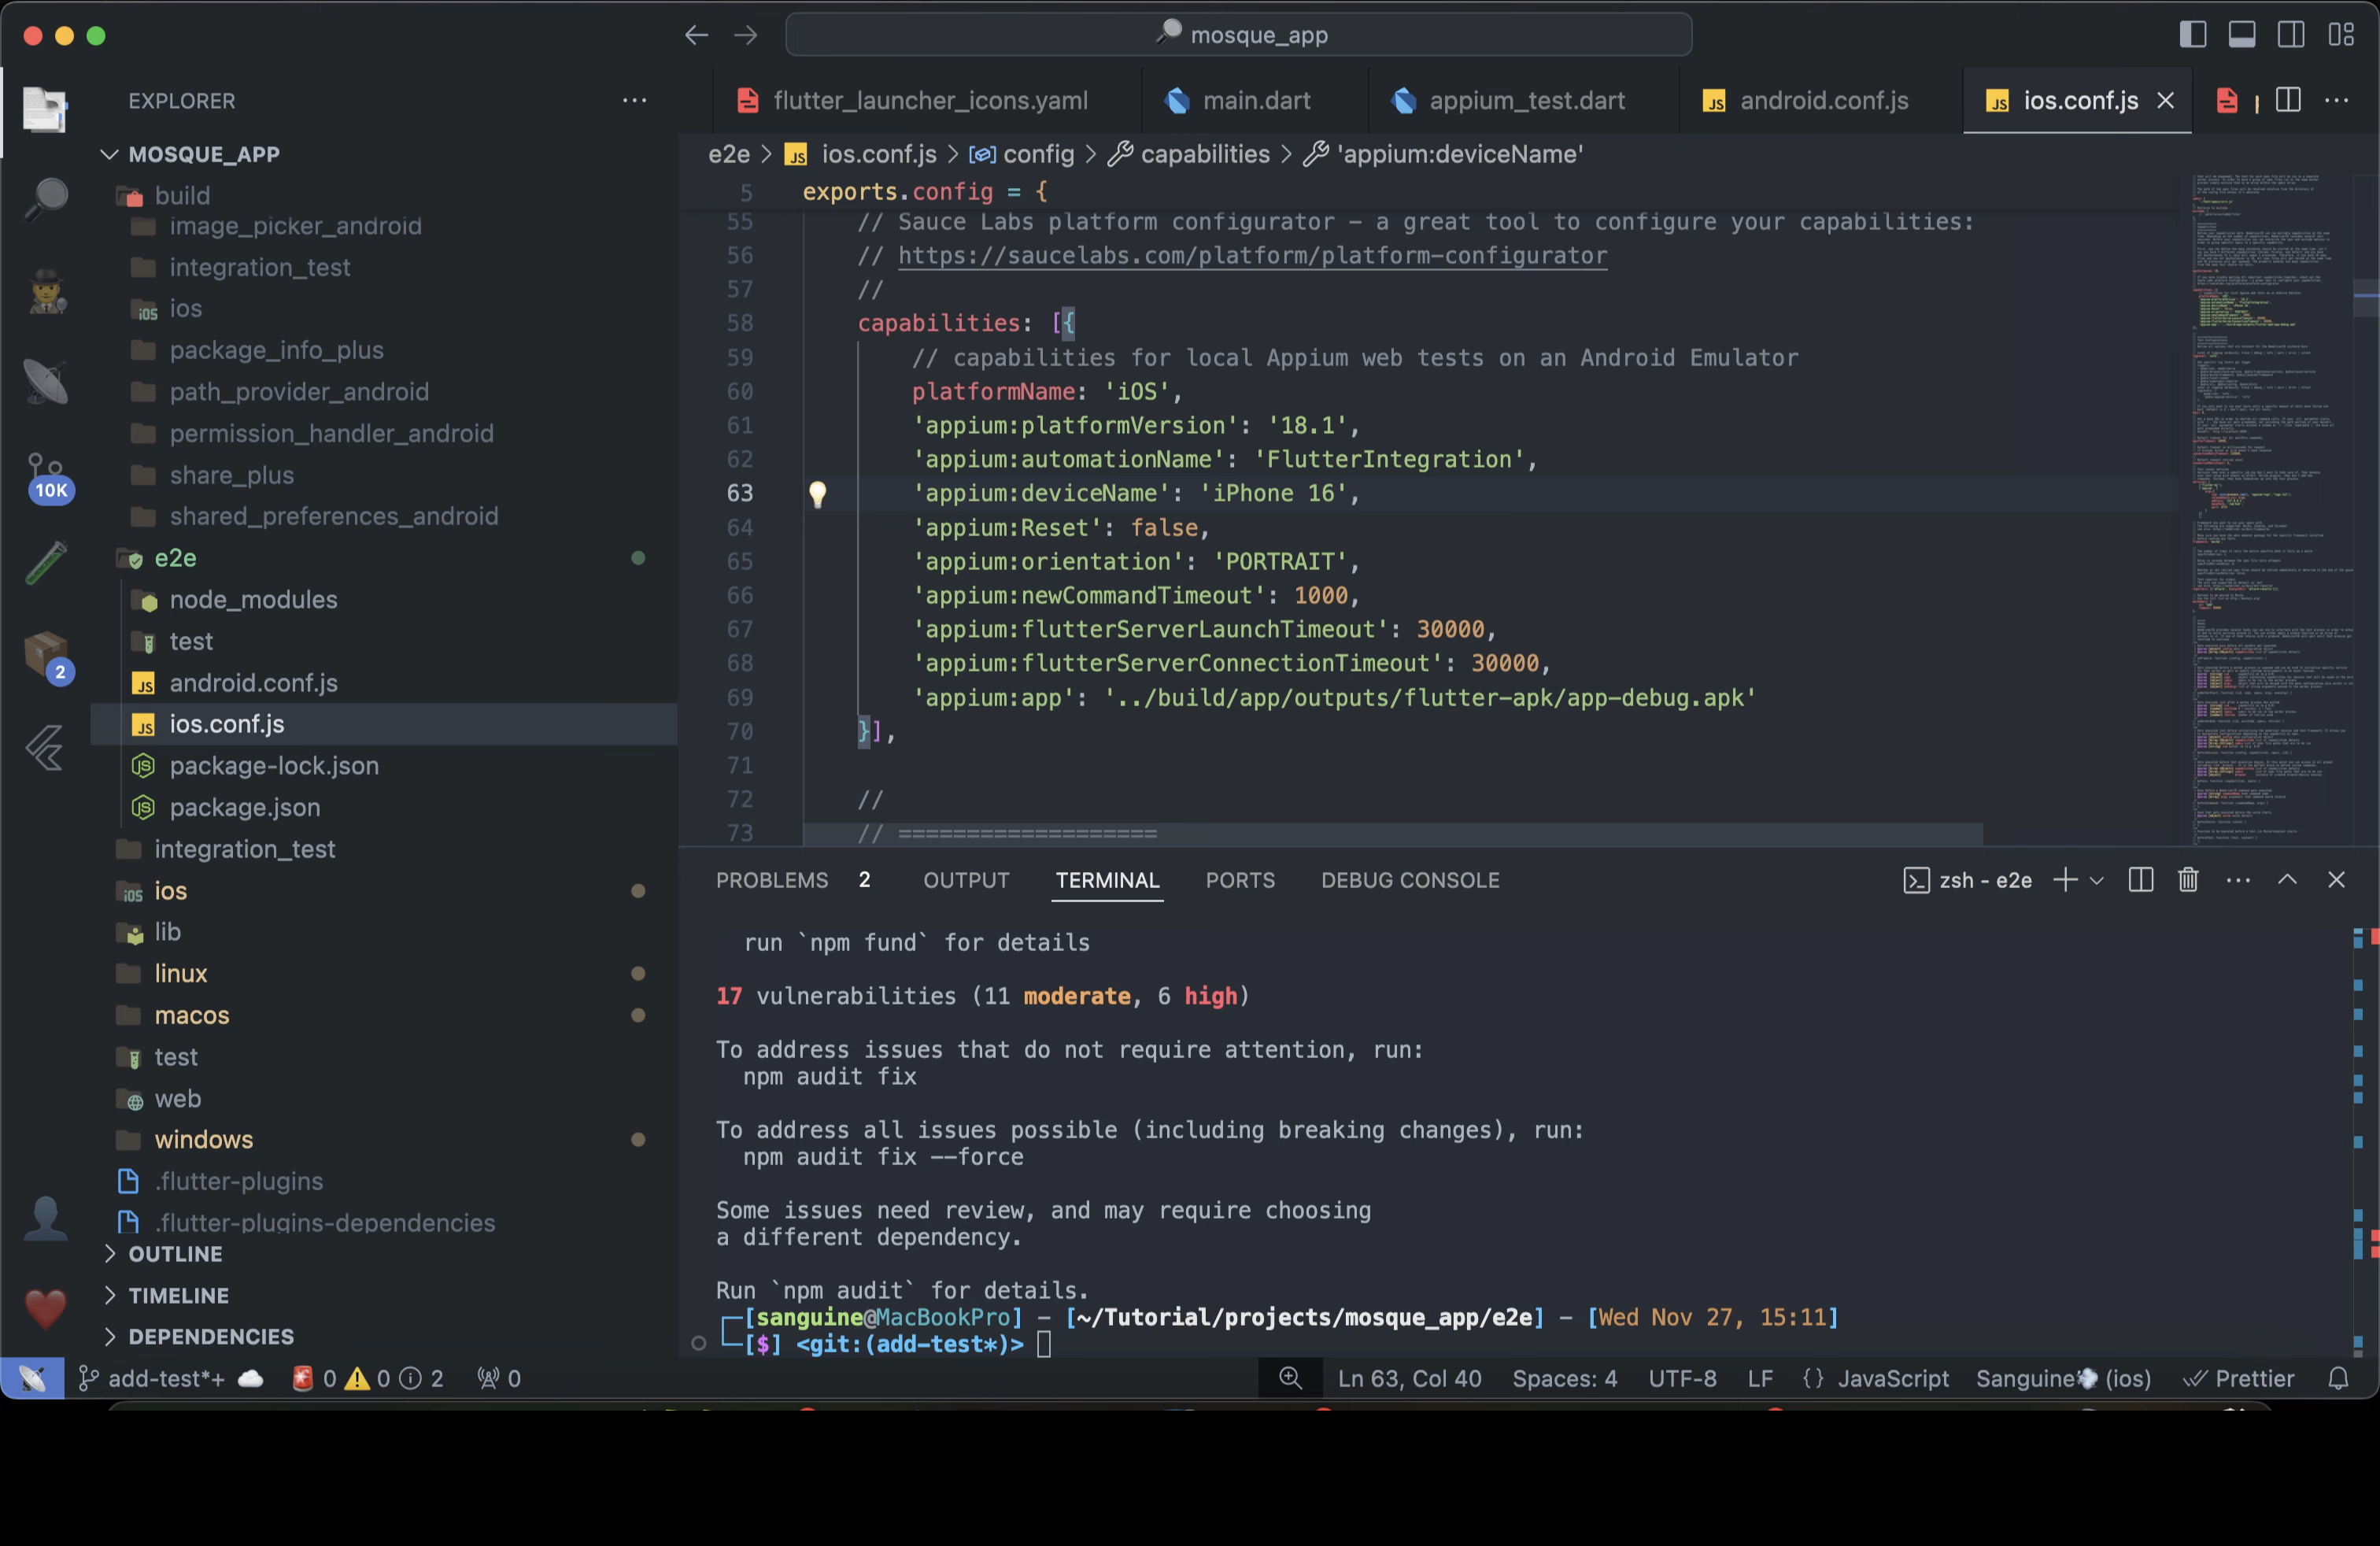 mosque_app
EXPLORER
MOSQUE_APP
build
image_picker_android
integration_test
ios
package_info_plus
path_provider_android
permission_handler_android
share_plus
shared_preferences_android
e2e
node_modules
test
android.conf.js
ios.conf.js
package-lock.json
package.json
integration_test
ios
lib
linux
macos
test
web
windows
.flutter-plugins
.flutter-plugins-dependencies
OUTLINE
TIMELINE
DEPENDENCIES
10K
2
flutter_launcher_icons.yaml
main.dart
appium_test.dart
android.conf.js
ios.conf.js
e2e > ios.conf.js > config > capabilities > 'appium:deviceName'
5 exports.config = {
55 // Sauce Labs platform configurator – a great tool to configure your capabilities:
56 // https://saucelabs.com/platform/platform-configurator
57 //
58 capabilities: [{
59 // capabilities for local Appium web tests on an Android Emulator
60 platformName: 'iOS',
61 'appium:platformVersion': '18.1',
62 'appium:automationName': 'FlutterIntegration',
63 'appium:deviceName': 'iPhone 16',
64 'appium:Reset': false,
65 'appium:orientation': 'PORTRAIT',
66 'appium:newCommandTimeout': 1000,
67 'appium:flutterServerLaunchTimeout': 30000,
68 'appium:flutterServerConnectionTimeout': 30000,
69 'appium:app': '../build/app/outputs/flutter-apk/app-debug.apk'
70 }],
71
72 //
73 // ===================
PROBLEMS 2 OUTPUT TERMINAL PORTS DEBUG CONSOLE zsh - e2e
run `npm fund` for details
17 vulnerabilities (11 moderate, 6 high)
To address issues that do not require attention, run:
npm audit fix
To address all issues possible (including breaking changes), run:
npm audit fix --force
Some issues need review, and may require choosing
a different dependency.
Run `npm audit` for details.
[sanguine@MacBookPro] – [~/Tutorial/projects/mosque_app/e2e] – [Wed Nov 27, 15:11]
[$] <git:(add-test*)>
add-test*+ 0 0 2 0 Ln 63, Col 40 Spaces: 4 UTF-8 LF {} JavaScript Sanguine (ios) Prettier